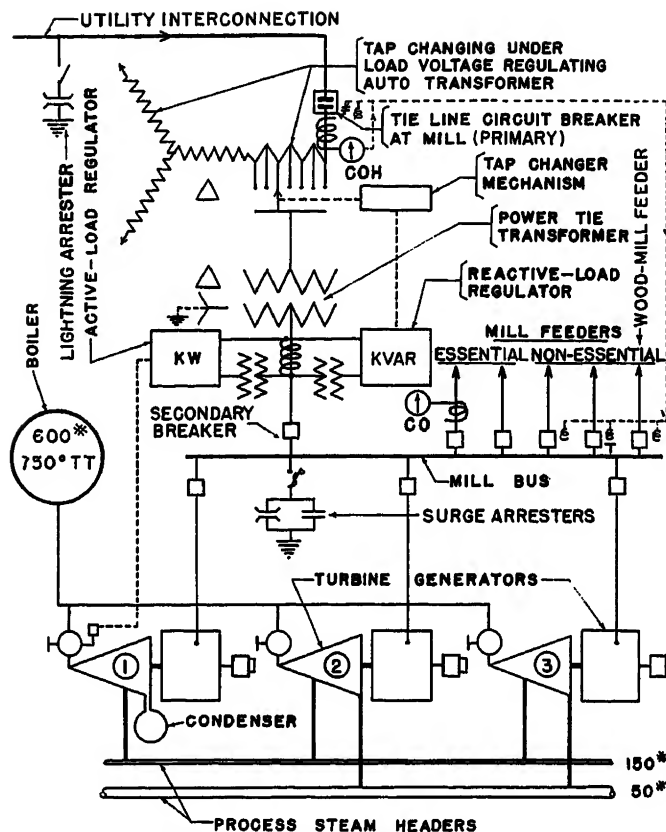 UTILITY INTERCONNECTION
TAP CHANGING UNDER
LOAD VOLTAGE REGULATING
AUTO TRANSFORMER
TIE LINE CIRCUIT BREAKER
AT MILL (PRIMARY)
COH
TAP CHANGER
MECHANISM
POWER TIE
TRANSFORMER
REACTIVE-LOAD
REGULATOR
WOOD-MILL FEEDER
LIGHTNING ARRESTER
ACTIVE-LOAD REGULATOR
BOILER
KW
KVAR
MILL FEEDERS
ESSENTIAL
NON-ESSENTIAL
CO
600*
750° TT
SECONDARY
BREAKER
MILL BUS
SURGE ARRESTERS
TURBINE GENERATORS
1
2
3
CONDENSER
150*
50*
PROCESS STEAM HEADERS